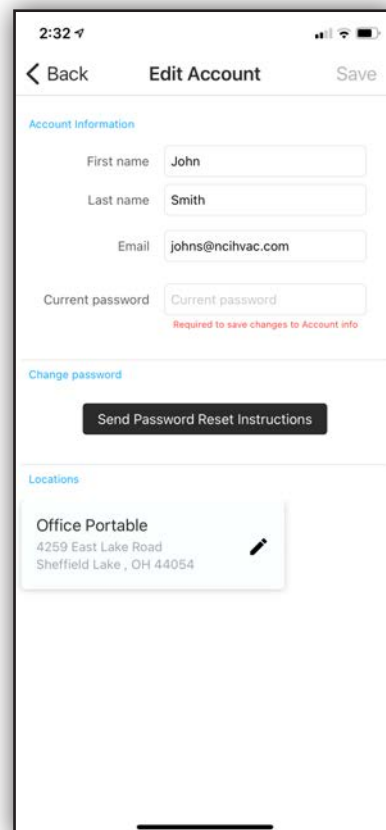 2:32
Back Edit Account Save
Account Information
First name John
Last name Smith
Email johns@ncihvac.com
Current password Current password
Required to save changes to Account info
Change password
Send Password Reset Instructions
Locations
Office Portable
4259 East Lake Road
Sheffield Lake , OH 44054